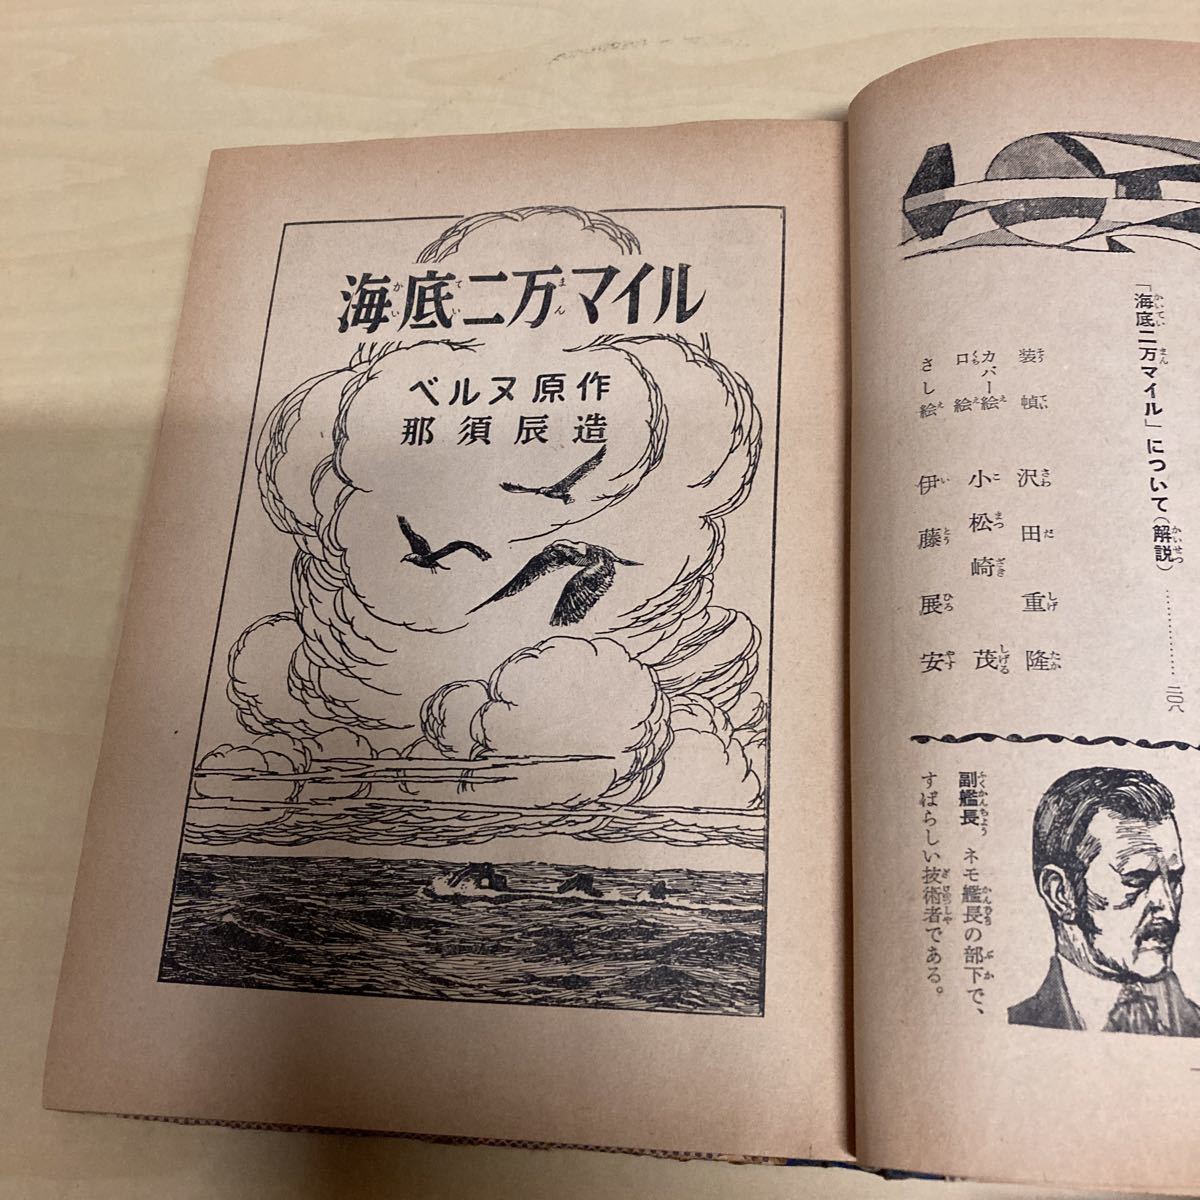 海底二万マイル
ベルヌ原作
那須辰造
「海底二万マイル」について(解説)……………二〇八
装幀 沢田重隆
カバー絵
口絵 小松崎茂
さし絵 伊藤展安
副艦長 ネモ艦長の部下で、
すばらしい技術者である。